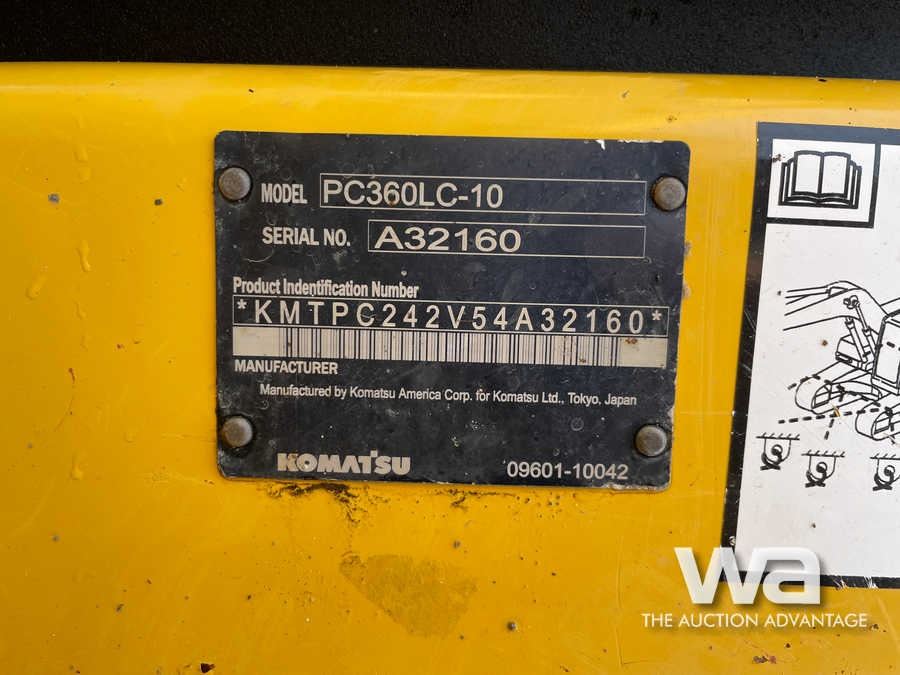 MODEL PC360LC-10
SERIAL NO. A32160
Product Indentification Number
*KMTPC242V54A32160*
MANUFACTURER
Manufactured by Komatsu America Corp. for Komatsu Ltd., Tokyo, Japan
KOMATSU 09601-10042
wa
THE AUCTION ADVANTAGE